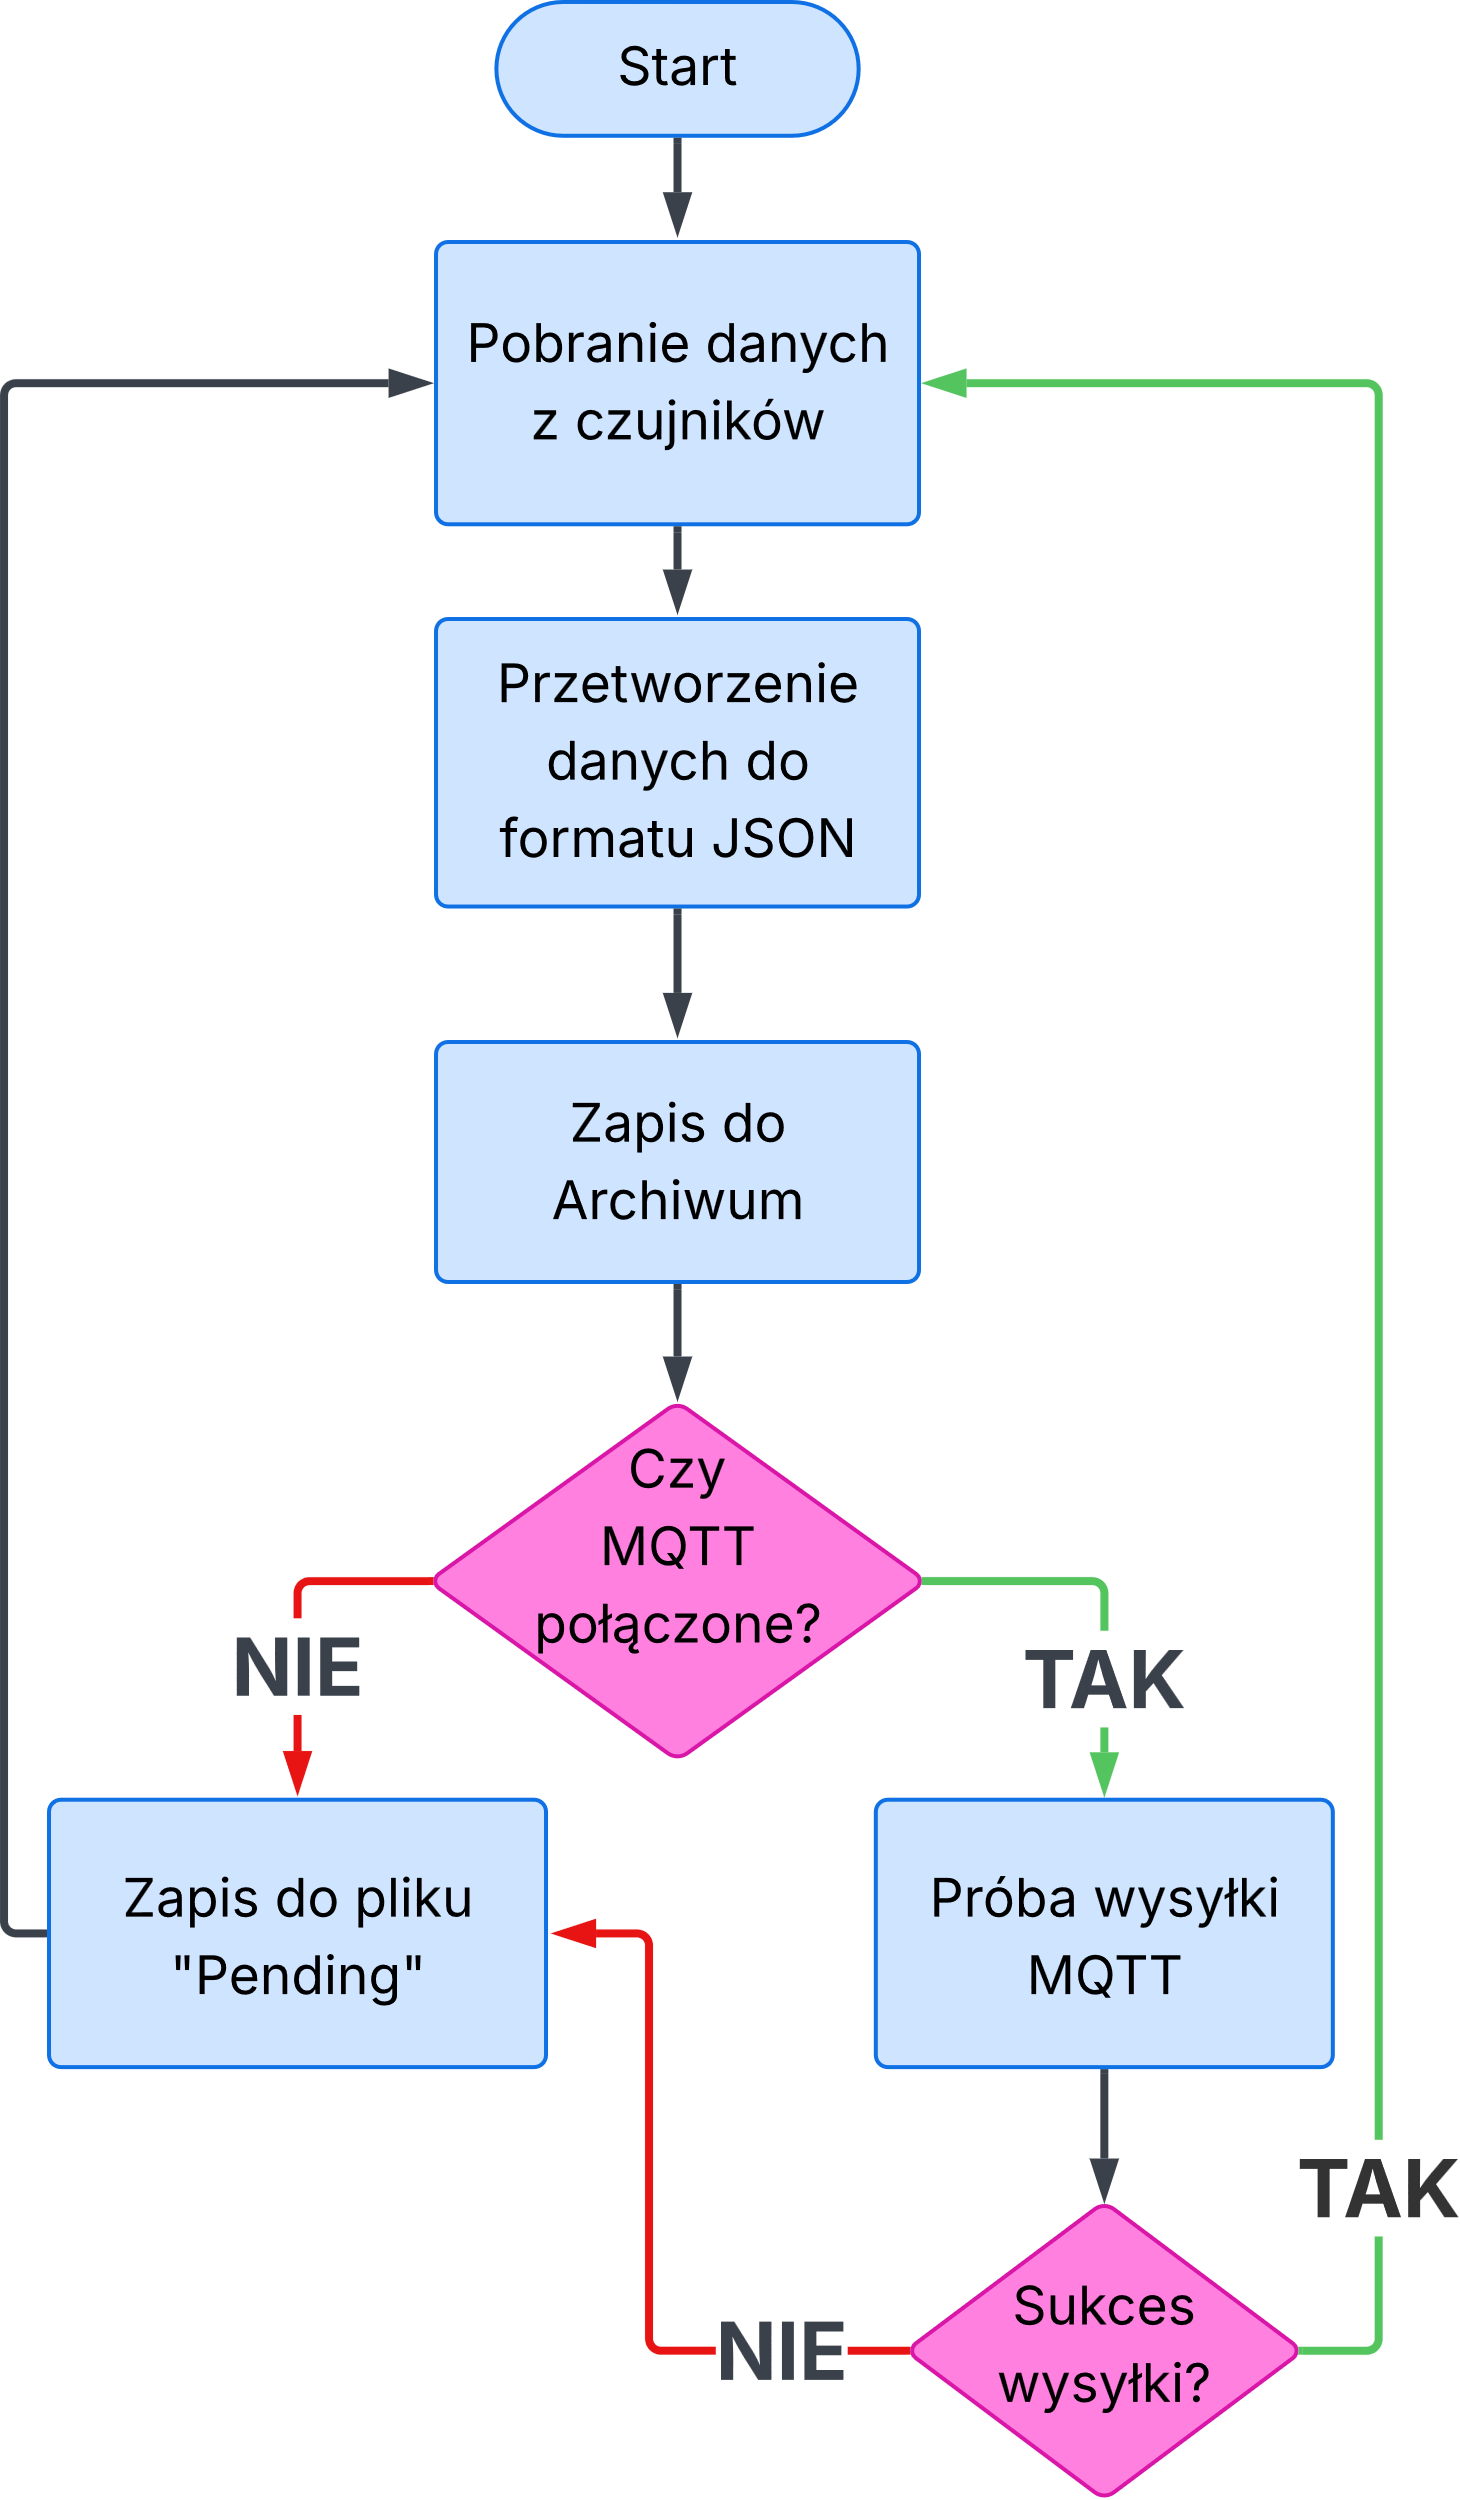 Start
Pobranie danych
z czujników
Przetworzenie
danych do
formatu JSON
Zapis do
Archiwum
Czy
MQTT
połączone?
NIE
TAK
Zapis do pliku
"Pending"
Próba wysyłki
MQTT
TAK
Sukces
wysyłki?
NIE